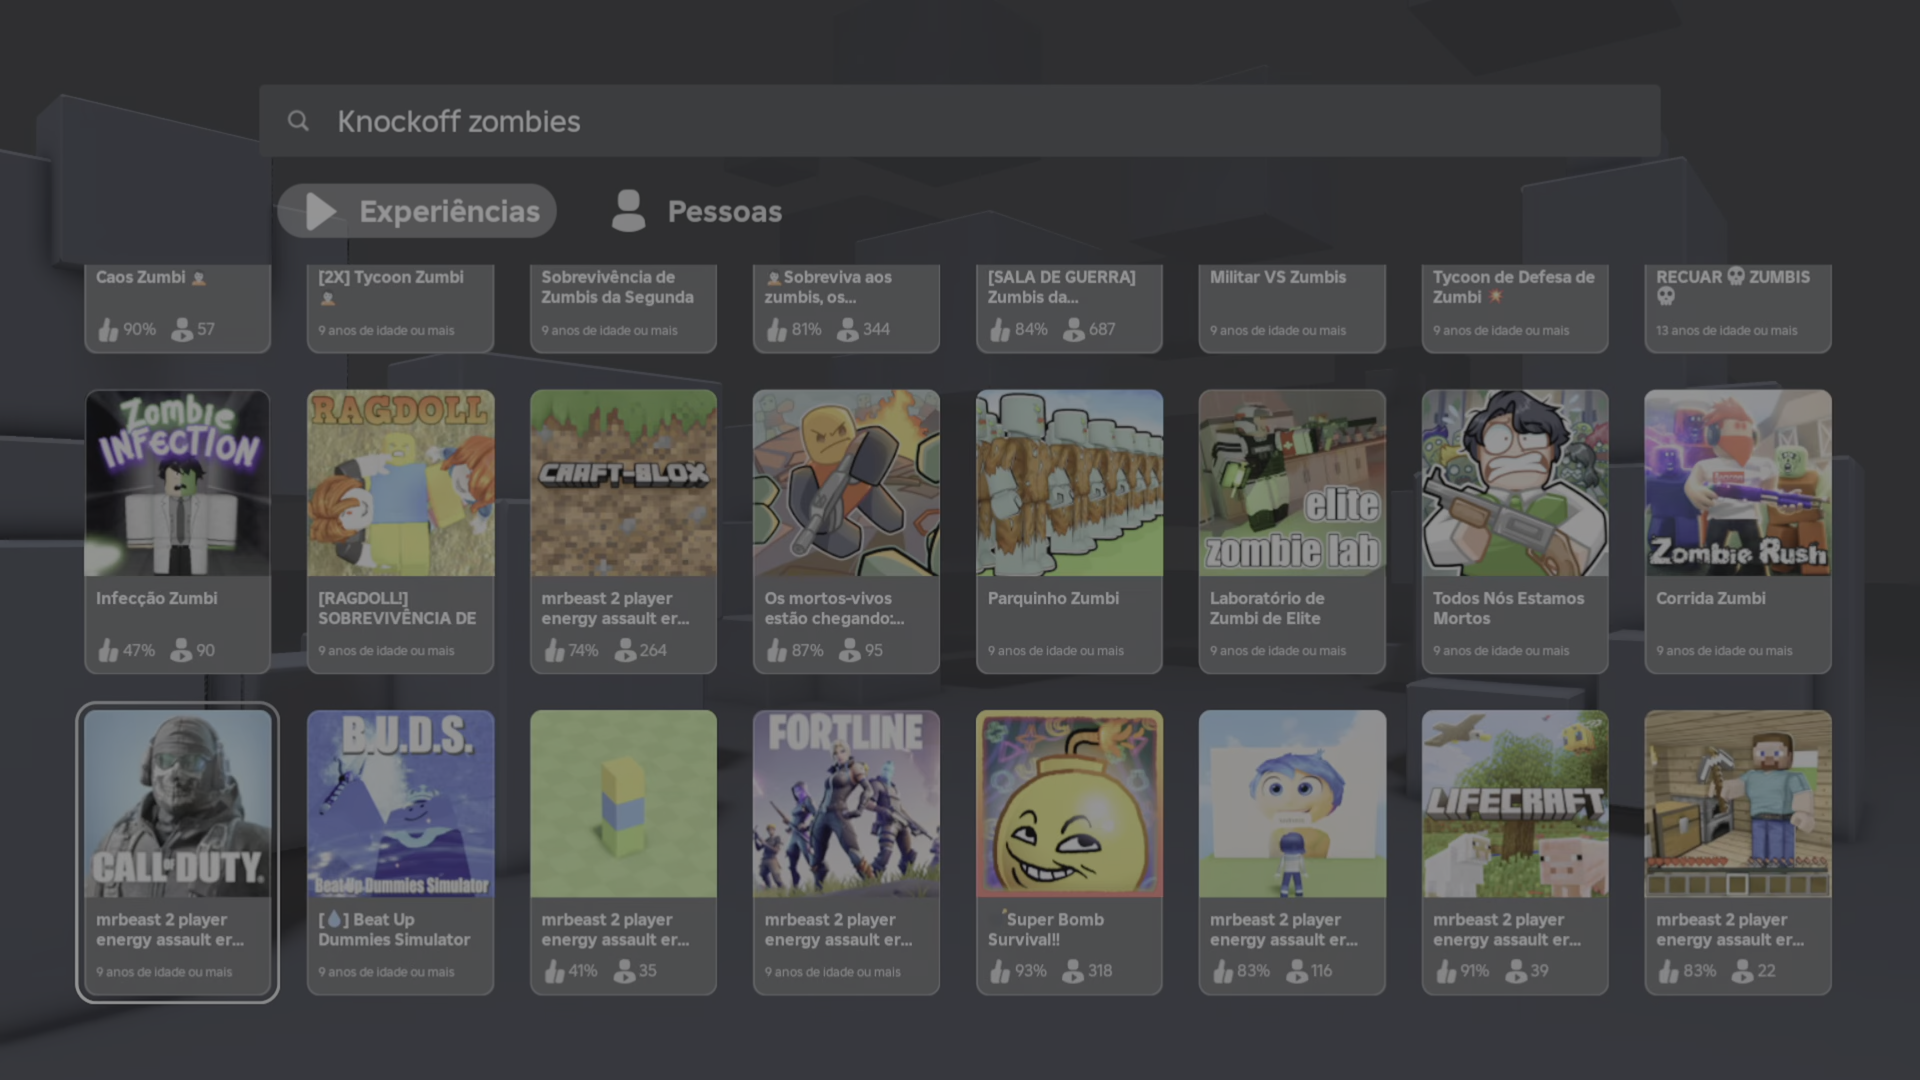 Knockoff zombies
Experiências
Pessoas
Caos Zumbi
90% 57
[2X] Tycoon Zumbi
9 anos de idade ou mais
Sobrevivência de
Zumbis da Segunda
9 anos de idade ou mais
Sobreviva aos
zumbis, os...
81% 344
[SALA DE GUERRA]
Zumbis da...
84% 687
Militar VS Zumbis
9 anos de idade ou mais
Tycoon de Defesa de
Zumbi
9 anos de idade ou mais
RECUAR ZUMBIS
13 anos de idade ou mais
Zombie
INFECTION
Infecção Zumbi
47% 90
RAGDOLL
[RAGDOLL!]
SOBREVIVÊNCIA DE
9 anos de idade ou mais
CRAFT-BLOX
mrbeast 2 player
energy assault er...
74% 264
Os mortos-vivos
estão chegando:...
87% 95
Parquinho Zumbi
9 anos de idade ou mais
elite
zombie lab
Laboratório de
Zumbi de Elite
9 anos de idade ou mais
Todos Nós Estamos
Mortos
9 anos de idade ou mais
Zombie Rush
Corrida Zumbi
9 anos de idade ou mais
CALL OF DUTY
mrbeast 2 player
energy assault er...
9 anos de idade ou mais
B.U.D.S.
Beat Up Dummies Simulator
[💧] Beat Up
Dummies Simulator
9 anos de idade ou mais
mrbeast 2 player
energy assault er...
41% 35
FORTLINE
mrbeast 2 player
energy assault er...
9 anos de idade ou mais
Super Bomb
Survival!!
93% 318
mrbeast 2 player
energy assault er...
83% 116
LIFECRAFT
mrbeast 2 player
energy assault er...
91% 39
mrbeast 2 player
energy assault er...
83% 22